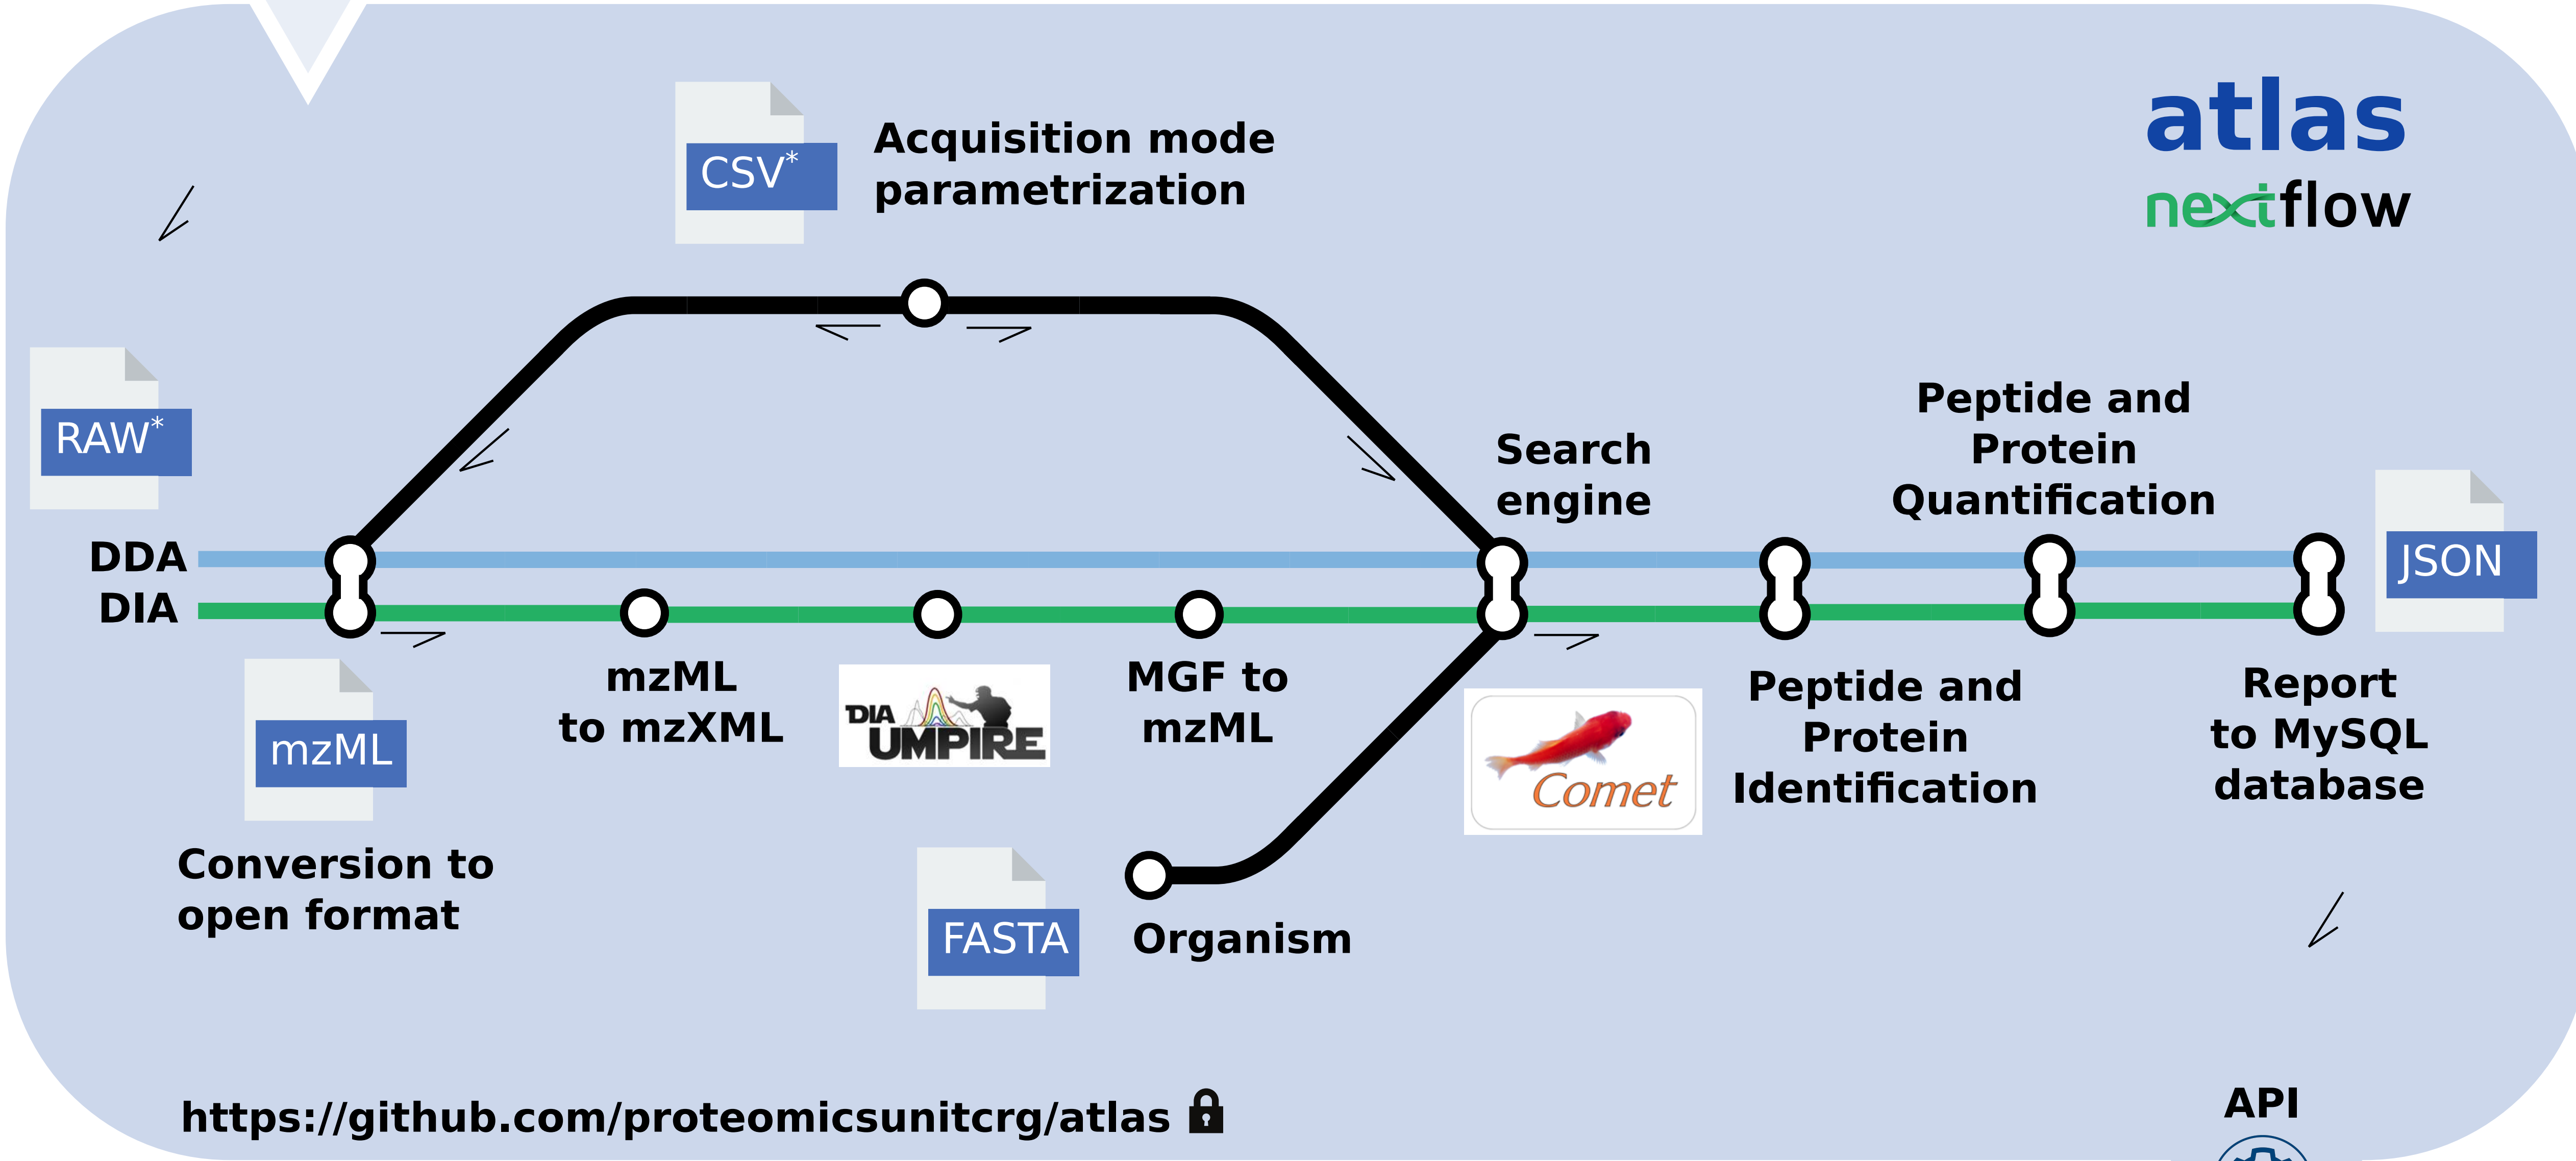 atlas
nextflow
CSV*
Acquisition mode
parametrization
RAW*
DDA
DIA
mzML
Conversion to
open format
mzML
to mzXML
DIA
UMPIRE
MGF to
mzML
FASTA
Organism
Search
engine
Comet
Peptide and
Protein
Identification
Peptide and
Protein
Quantification
JSON
Report
to MySQL
database
https://github.com/proteomicsunitcrg/atlas
API